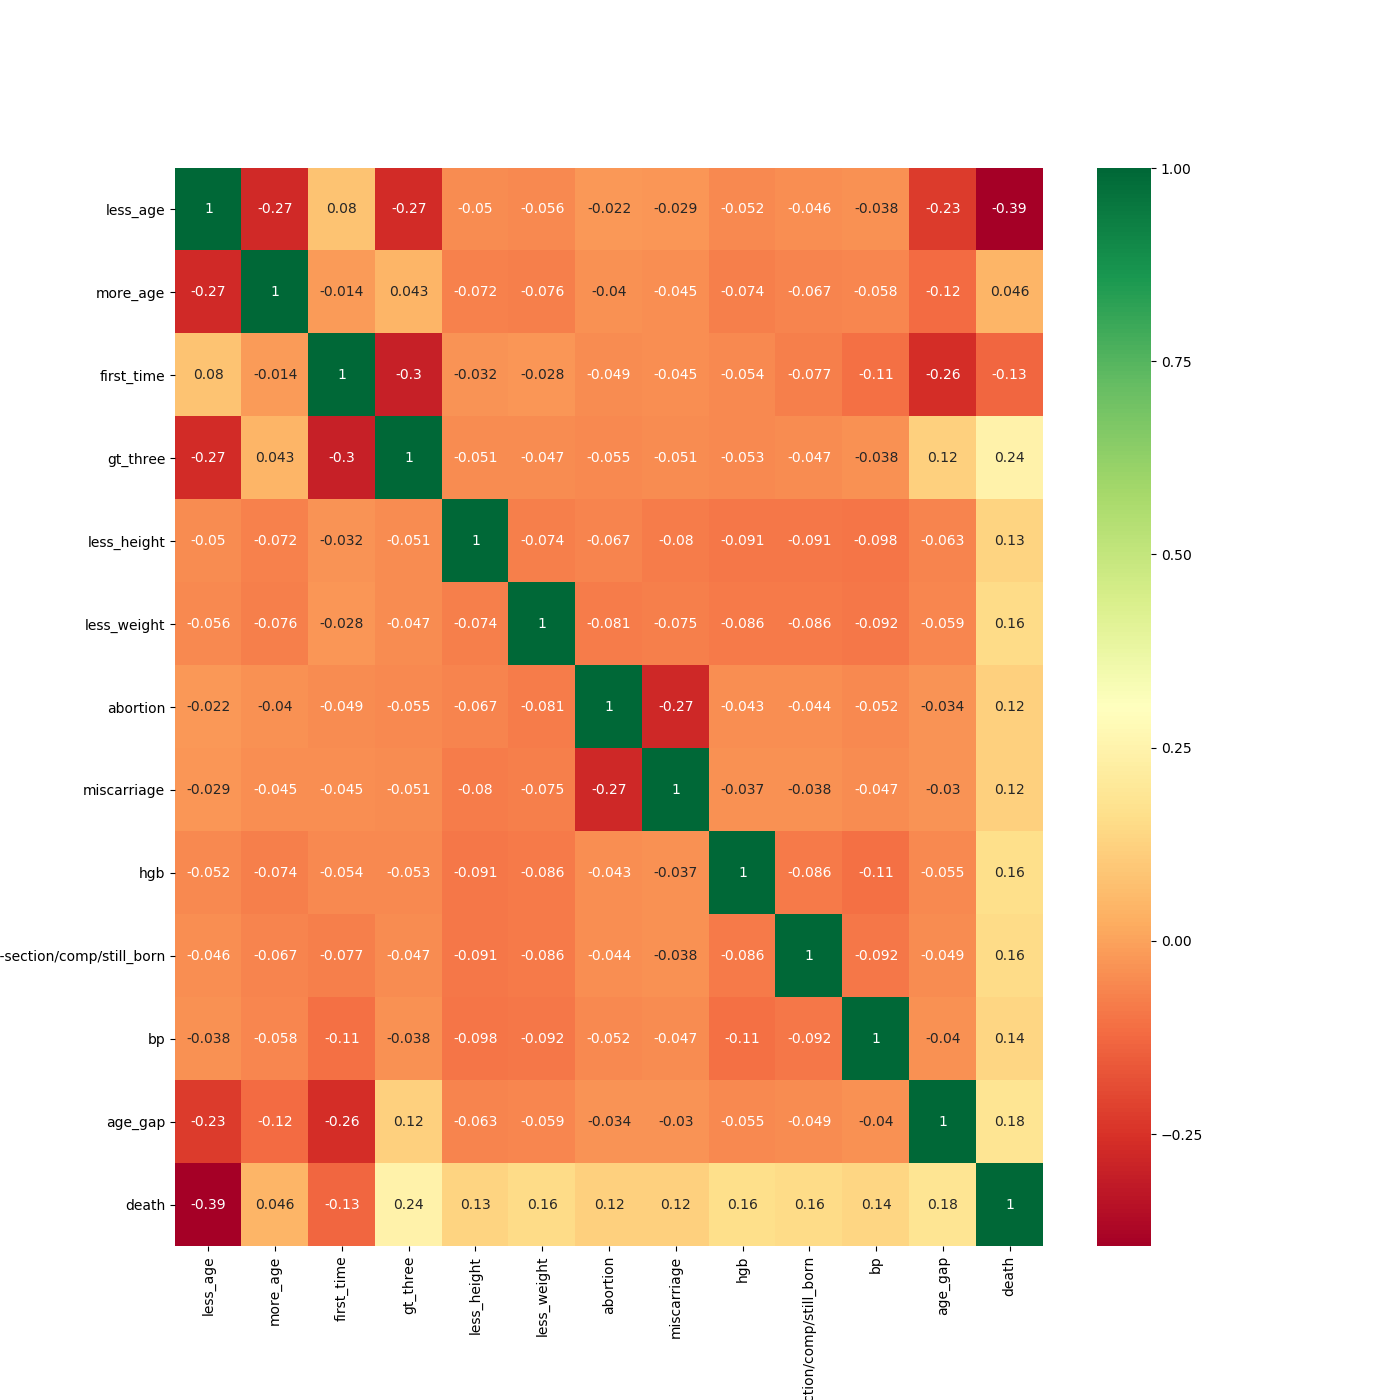 less_age 1 -0.27 0.08 -0.27 -0.05 -0.056 -0.022 -0.029 -0.052 -0.046 -0.038 -0.23 -0.39
more_age -0.27 1 -0.014 0.043 -0.072 -0.076 -0.04 -0.045 -0.074 -0.067 -0.058 -0.12 0.046
first_time 0.08 -0.014 1 -0.3 -0.032 -0.028 -0.049 -0.045 -0.054 -0.077 -0.11 -0.26 -0.13
gt_three -0.27 0.043 -0.3 1 -0.051 -0.047 -0.055 -0.051 -0.053 -0.047 -0.038 0.12 0.24
less_height -0.05 -0.072 -0.032 -0.051 1 -0.074 -0.067 -0.08 -0.091 -0.091 -0.098 -0.063 0.13
less_weight -0.056 -0.076 -0.028 -0.047 -0.074 1 -0.081 -0.075 -0.086 -0.086 -0.092 -0.059 0.16
abortion -0.022 -0.04 -0.049 -0.055 -0.067 -0.081 1 -0.27 -0.043 -0.044 -0.052 -0.034 0.12
miscarriage -0.029 -0.045 -0.045 -0.051 -0.08 -0.075 -0.27 1 -0.037 -0.038 -0.047 -0.03 0.12
hgb -0.052 -0.074 -0.054 -0.053 -0.091 -0.086 -0.043 -0.037 1 -0.086 -0.11 -0.055 0.16
-section/comp/still_born -0.046 -0.067 -0.077 -0.047 -0.091 -0.086 -0.044 -0.038 -0.086 1 -0.092 -0.049 0.16
bp -0.038 -0.058 -0.11 -0.038 -0.098 -0.092 -0.052 -0.047 -0.11 -0.092 1 -0.04 0.14
age_gap -0.23 -0.12 -0.26 0.12 -0.063 -0.059 -0.034 -0.03 -0.055 -0.049 -0.04 1 0.18
death -0.39 0.046 -0.13 0.24 0.13 0.16 0.12 0.12 0.16 0.16 0.14 0.18 1
less_age
more_age
first_time
gt_three
less_height
less_weight
abortion
miscarriage
hgb
ction/comp/still_born
bp
age_gap
death
1.00
0.75
0.50
0.25
0.00
−0.25